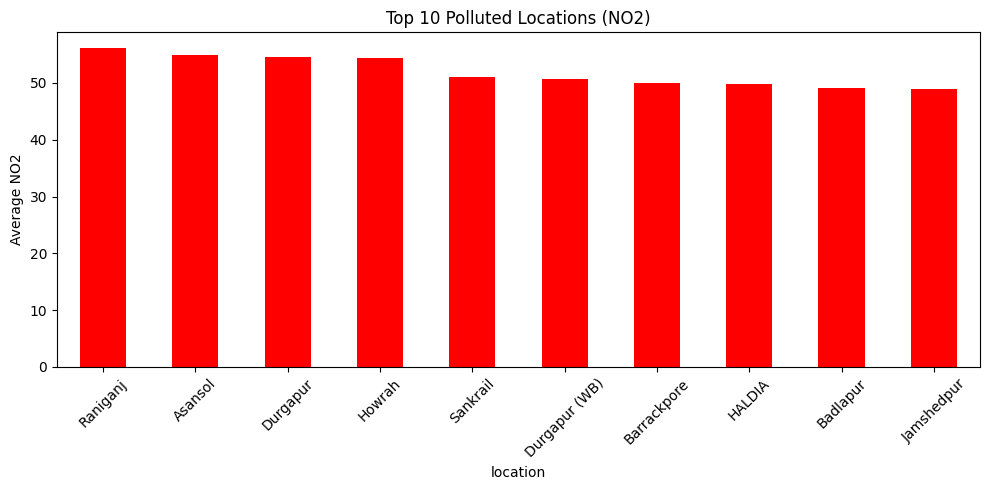 Top 10 Polluted Locations (NO2)
Average NO2
50
40
30
20
10
0
Raniganj
Asansol
Durgapur
Howrah
Sankrail
Durgapur (WB)
Barrackpore
HALDIA
Badlapur
Jamshedpur
location